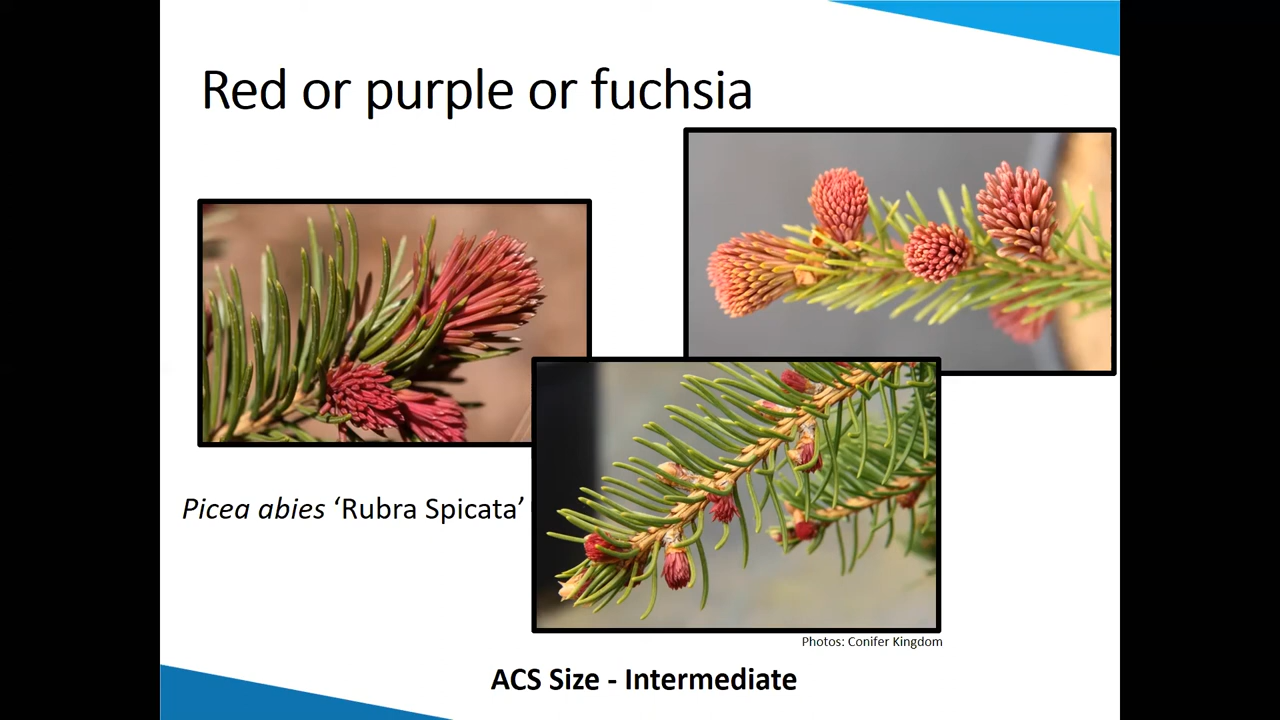 Red or purple or fuchsia
Picea abies ‘Rubra Spicata’
Photos: Conifer Kingdom
ACS Size - Intermediate